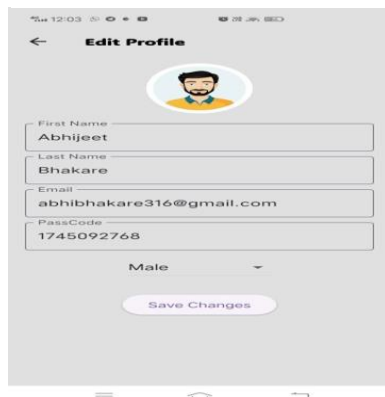 12:03
Edit Profile
First Name
Abhijeet
Last Name
Bhakare
Email
abhibhakare316@gmail.com
PassCode
1745092768
Male
Save Changes